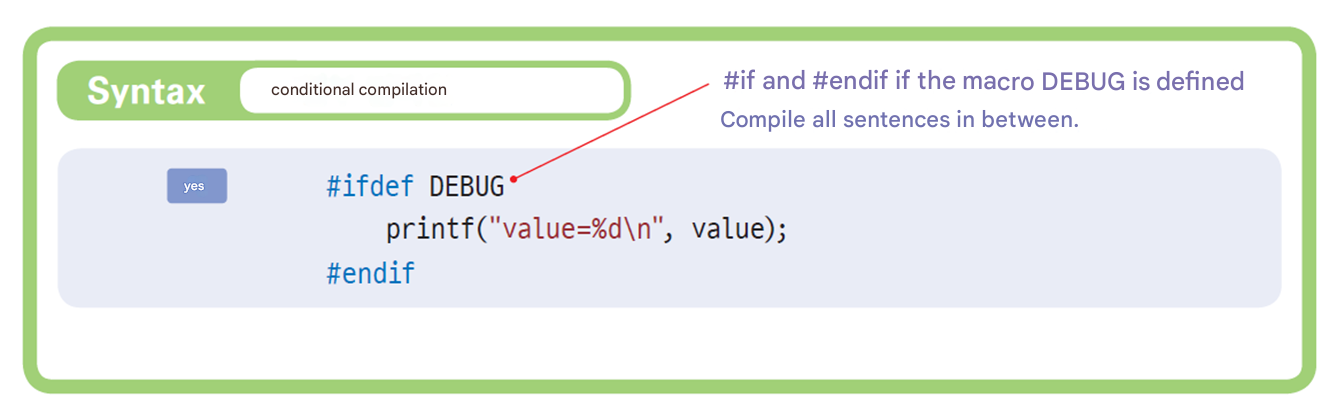 Syntax
conditional compilation
#if and #endif if the macro DEBUG is defined
Compile all sentences in between.
yes
#ifdef DEBUG
printf("value=%d\n", value);
#endif